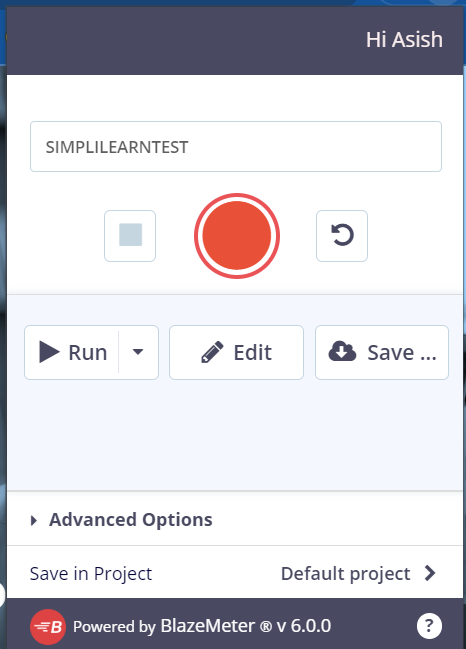 Hi Asish
SIMPLILEARNTEST
Run
Edit
Save ...
Advanced Options
Save in Project
Default project
B Powered by BlazeMeter ® v 6.0.0 ?